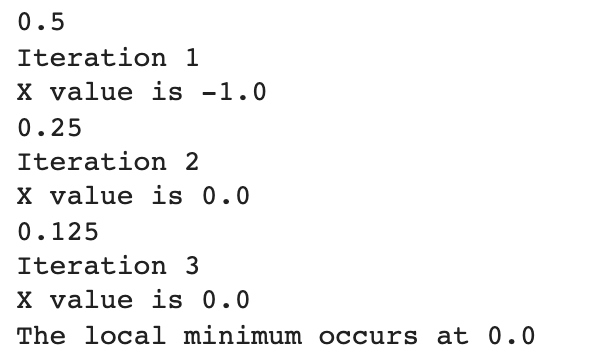 0.5
Iteration 1
X value is -1.0
0.25
Iteration 2
X value is 0.0
0.125
Iteration 3
X value is 0.0
The local minimum occurs at 0.0